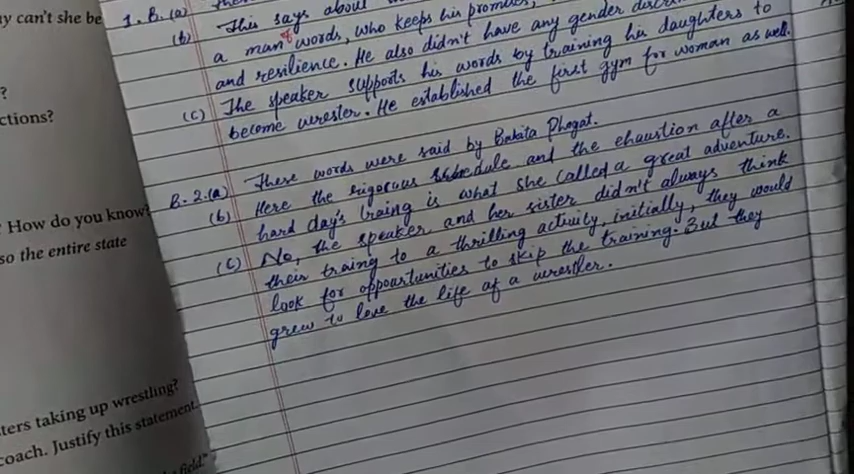 y can't she be
?
ctions?
? How do you know?
so the entire state
ters taking up wrestling?
coach. Justify this statement
field."
1. B. (a)
(b) This says about
a man of words, who keeps his promises,
and resilience. He also didn't have any gender
(c) The speaker supports his words by training his daughters to
become wrester. He established the first gym for woman as well.
B. 2. (a) These words were said by Babita Phogat.
(b) Here the rigorous schedule and the ehaustion after a
hard day's traing is what she called a great adventure.
(c) No, the speaker and her sister didn't always think
their traing to a thrilling activity, initially, they would
look for oppourtunities to skip the training. But they
grew to love the life of a wrestler.